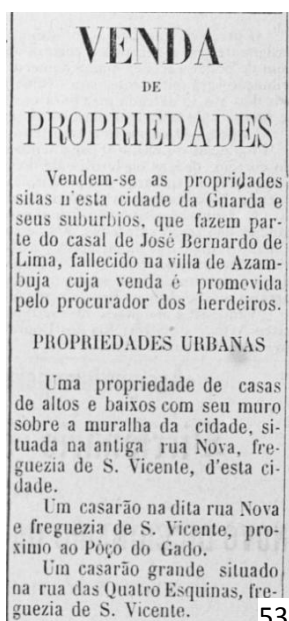 VENDA
DE
PROPRIEDADES
Vendem-se as propridades
sitas n'esta cidade da Guarda e
seus suburbios, que fazem par-
te do casal de José Bernardo de
Lima, fallecido na villa de Azam-
buja cuja venda é promovida
pelo procurador dos herdeiros.
PROPRIEDADES URBANAS
Uma propriedade de casas
de altos e baixos com seu muro
sobre a muralha da cidade, si-
tuada na antiga rua Nova, fre-
guezia de S. Vicente, d'esta ci-
dade.
Um casarão na dita rua Nova
e freguezia de S. Vicente, pro-
ximo ao Pôço do Gado.
Um casarão grande situado
na rua das Quatro Esquinas, fre-
guezia de S. Vicente.
53